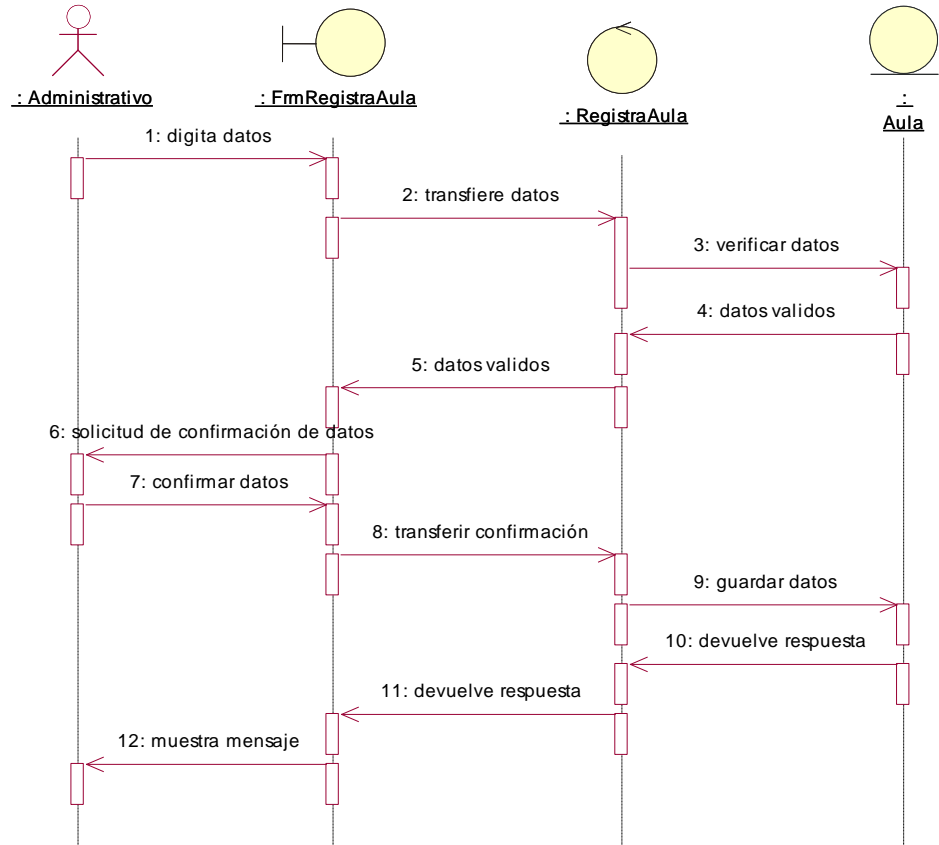 : Administrativo
: FrmRegistraAula
: RegistraAula
:
Aula
1: digita datos
2: transfiere datos
3: verificar datos
4: datos validos
5: datos validos
6: solicitud de confirmación de datos
7: confirmar datos
8: transferir confirmación
9: guardar datos
10: devuelve respuesta
11: devuelve respuesta
12: muestra mensaje